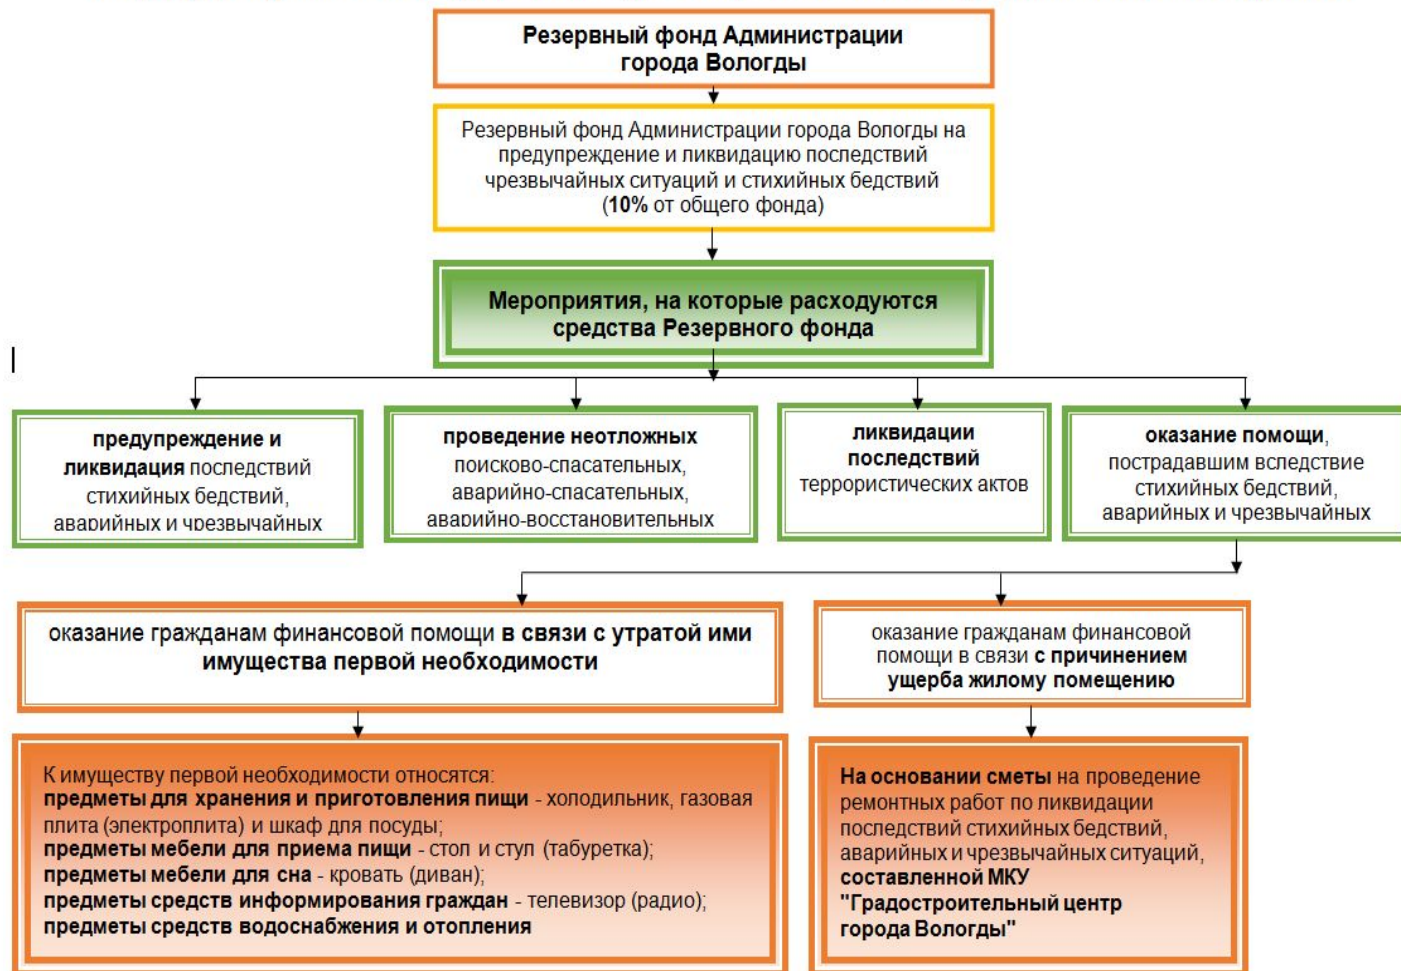 Резервный фонд Администрации
города Вологды
Резервный фонд Администрации города Вологды на
предупреждение и ликвидацию последствий
чрезвычайных ситуаций и стихийных бедствий
(10% от общего фонда)
Мероприятия, на которые расходуются
средства Резервного фонда
предупреждение и
ликвидация последствий
стихийных бедствий,
аварийных и чрезвычайных
проведение неотложных
поисково-спасательных,
аварийно-спасательных,
аварийно-восстановительных
ликвидации
последствий
террористических актов
оказание помощи,
пострадавшим вследствие
стихийных бедствий,
аварийных и чрезвычайных
оказание гражданам финансовой помощи в связи с утратой ими
имущества первой необходимости
оказание гражданам финансовой
помощи в связи с причинением
ущерба жилому помещению
К имуществу первой необходимости относятся:
предметы для хранения и приготовления пищи - холодильник, газовая
плита (электроплита) и шкаф для посуды;
предметы мебели для приема пищи - стол и стул (табуретка);
предметы мебели для сна - кровать (диван);
предметы средств информирования граждан - телевизор (радио);
предметы средств водоснабжения и отопления
На основании сметы на проведение
ремонтных работ по ликвидации
последствий стихийных бедствий,
аварийных и чрезвычайных ситуаций,
составленной МКУ
"Градостроительный центр
города Вологды"